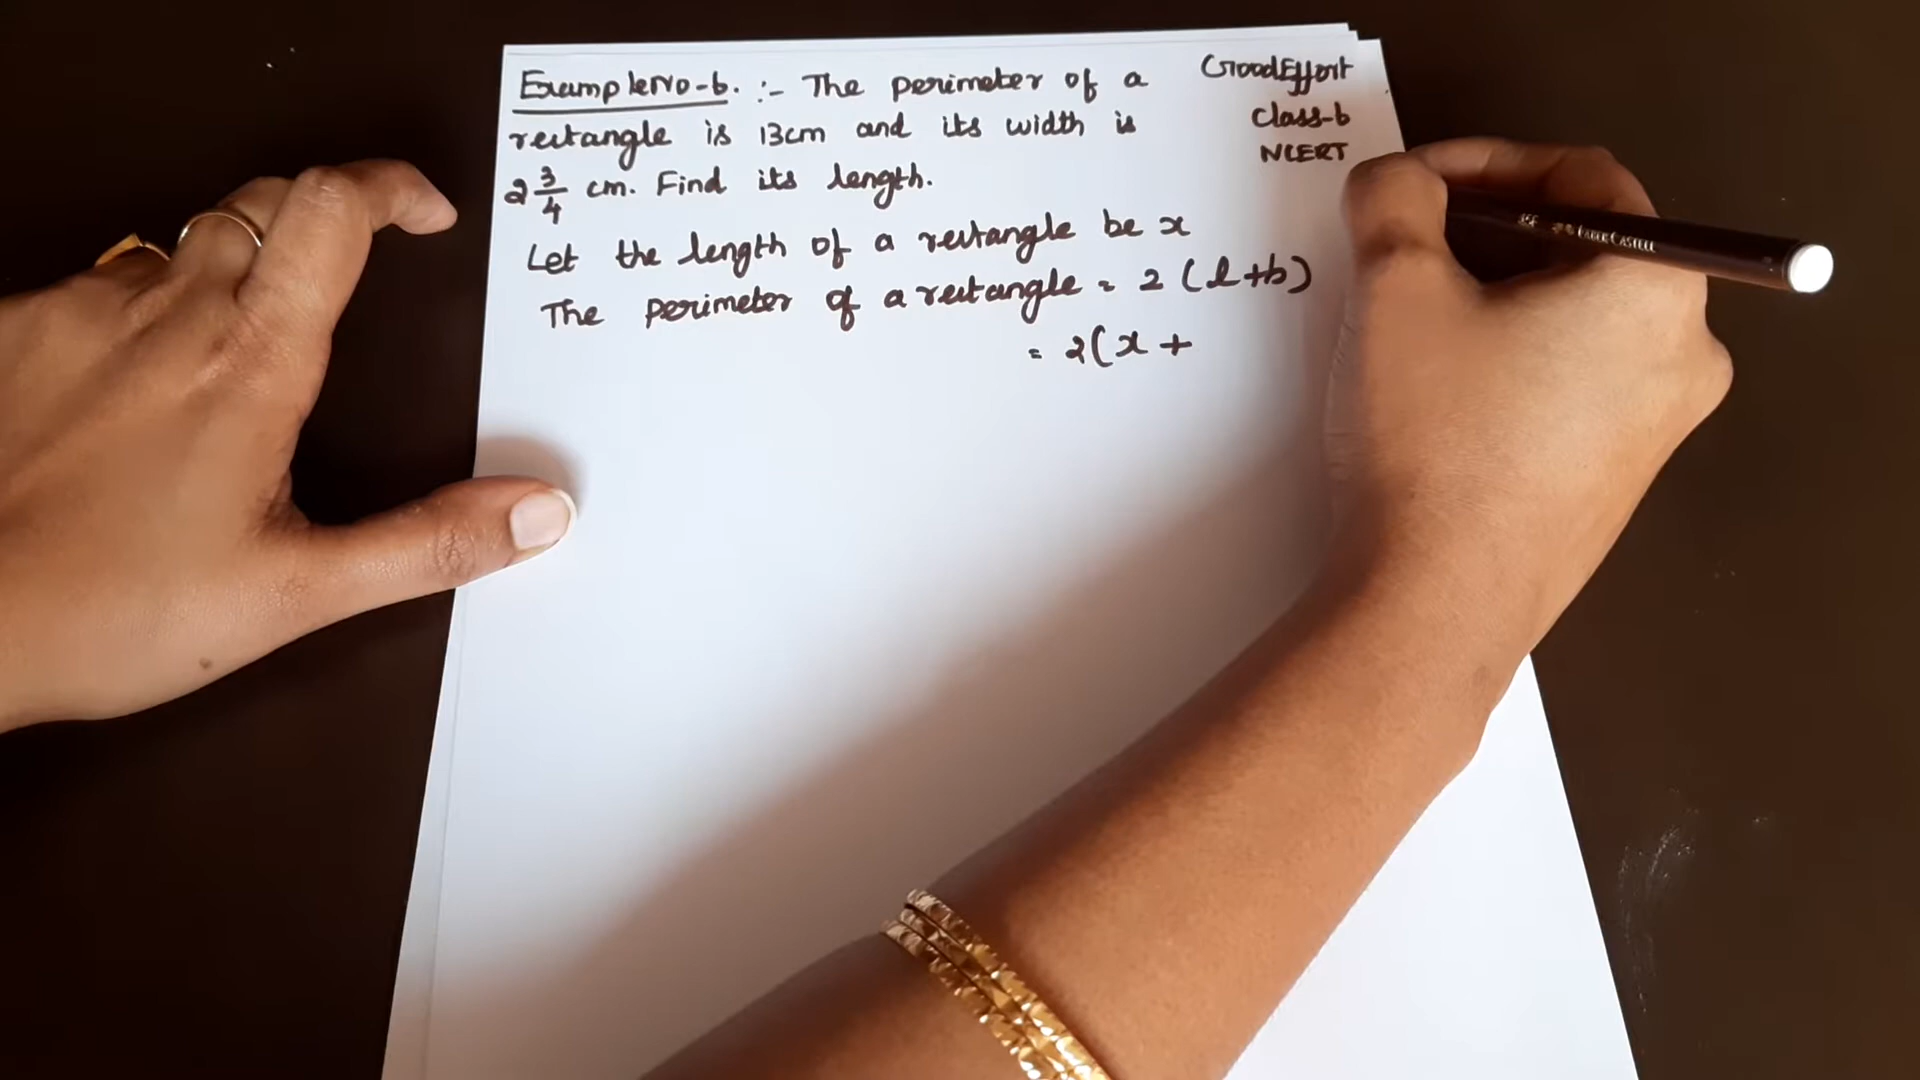 Example No-6. :- The perimeter of a
rectangle is 13cm and its width is
2 3/4 cm. Find its length.
Let the length of a rectangle be x
The perimeter of a rectangle = 2 (l+b)
= 2(x +
GoodEffort
Class-6
NCERT
FABER CASTELL